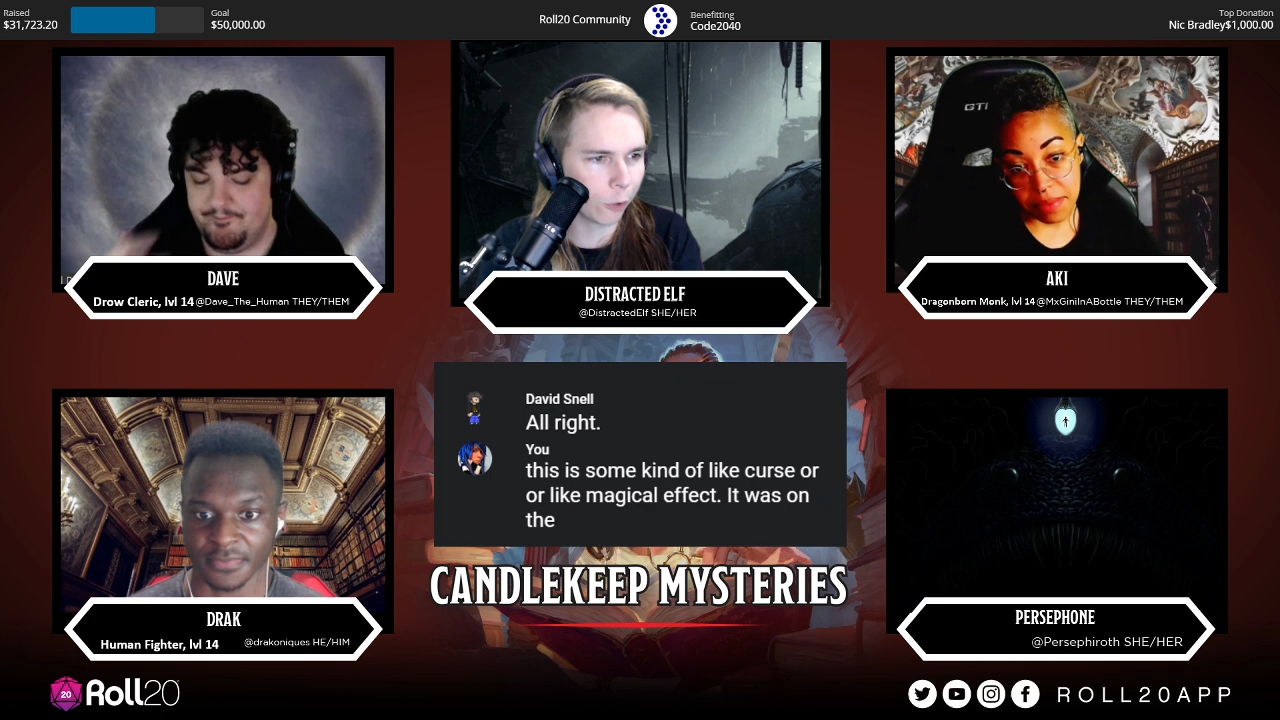 Raised
$31,723.20
Goal
$50,000.00
Roll20 Community
Benefitting
Code2040
Top Donation
Nic Bradley$1,000.00
GTi
DAVE
Drow Cleric, lvl 14 @Dave_The_Human THEY/THEM
DISTRACTED ELF
@DistractedElf SHE/HER
AKI
Dragonborn Monk, lvl 14 @MxGiniInABottle THEY/THEM
David Snell
All right.
You
this is some kind of like curse or
or like magical effect. It was on
the
CANDLEKEEP MYSTERIES
DRAK
Human Fighter, lvl 14 @drakoniques HE/HIM
PERSEPHONE
@Persephiroth SHE/HER
20 Roll20
ROLL20APP